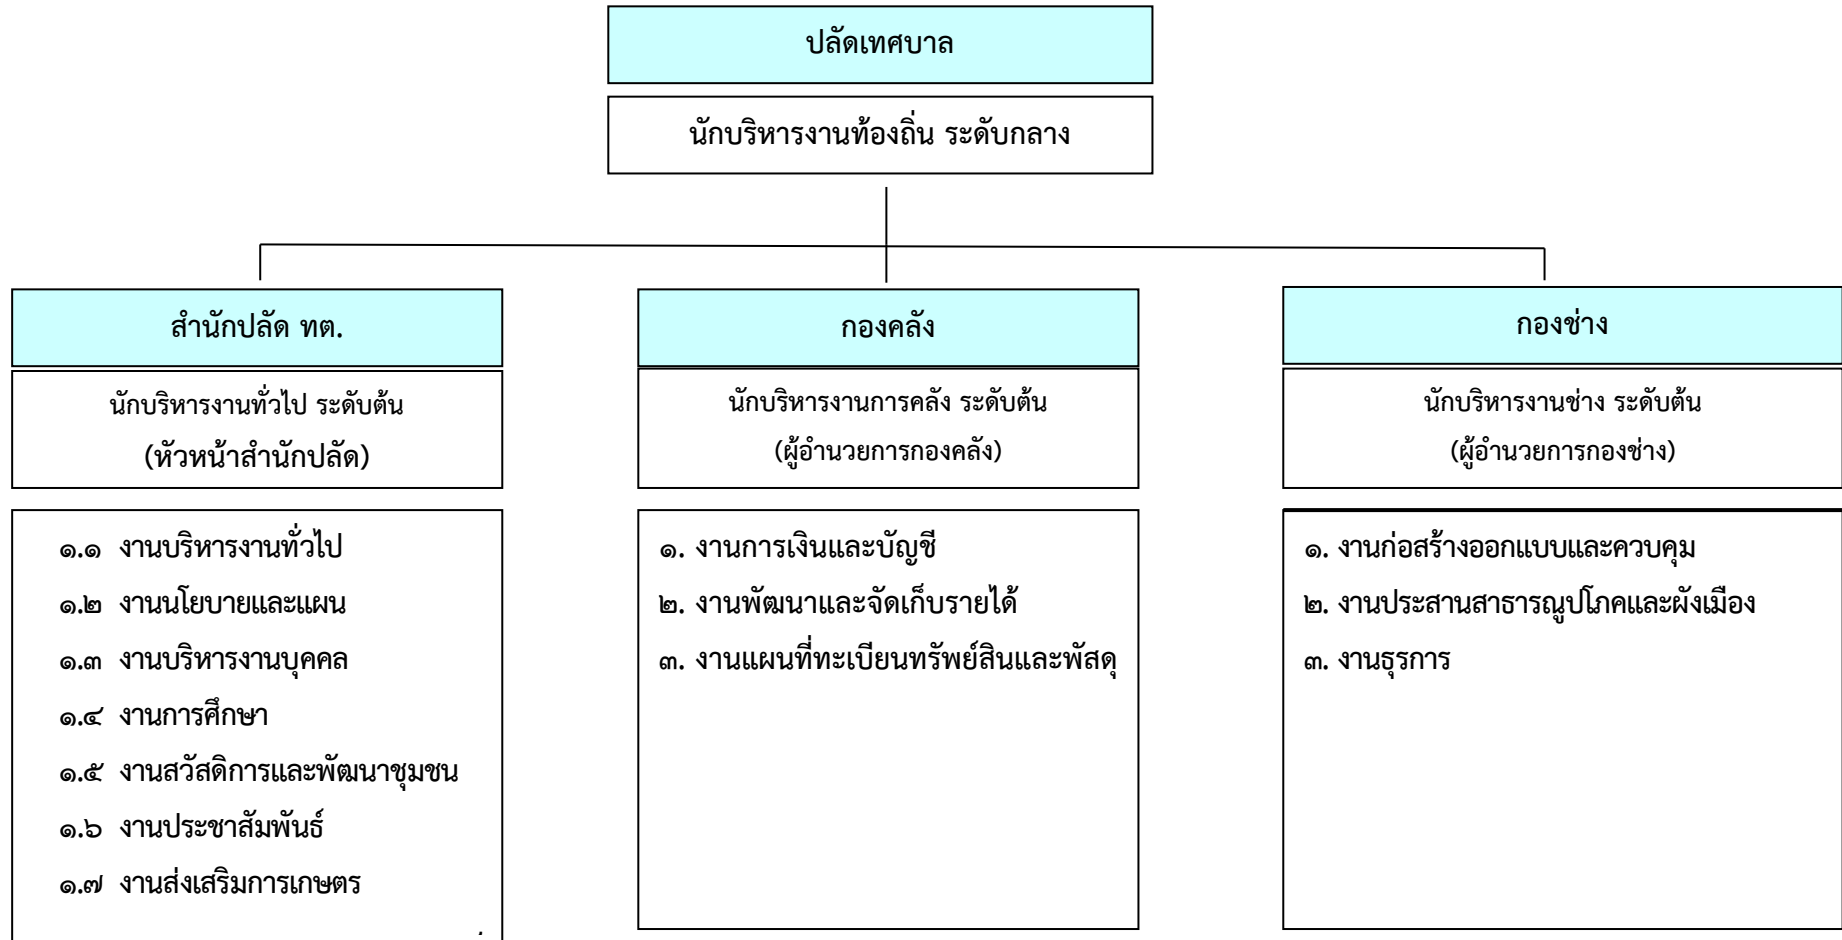 ปลัดเทศบาล
นักบริหารงานท้องถิ่น ระดับกลาง
สำนักปลัด ทต.
นักบริหารงานทั่วไป ระดับต้น
(หัวหน้าสำนักปลัด)
๑.๑ งานบริหารงานทั่วไป
๑.๒ งานนโยบายและแผน
๑.๓ งานบริหารงานบุคคล
๑.๔ งานการศึกษา
๑.๕ งานสวัสดิการและพัฒนาชุมชน
๑.๖ งานประชาสัมพันธ์
๑.๗ งานส่งเสริมการเกษตร
กองคลัง
นักบริหารงานการคลัง ระดับต้น
(ผู้อำนวยการกองคลัง)
๑. งานการเงินและบัญชี
๒. งานพัฒนาและจัดเก็บรายได้
๓. งานแผนที่ทะเบียนทรัพย์สินและพัสดุ
กองช่าง
นักบริหารงานช่าง ระดับต้น
(ผู้อำนวยการกองช่าง)
๑. งานก่อสร้างออกแบบและควบคุม
๒. งานประสานสาธารณูปโภคและผังเมือง
๓. งานธุรการ